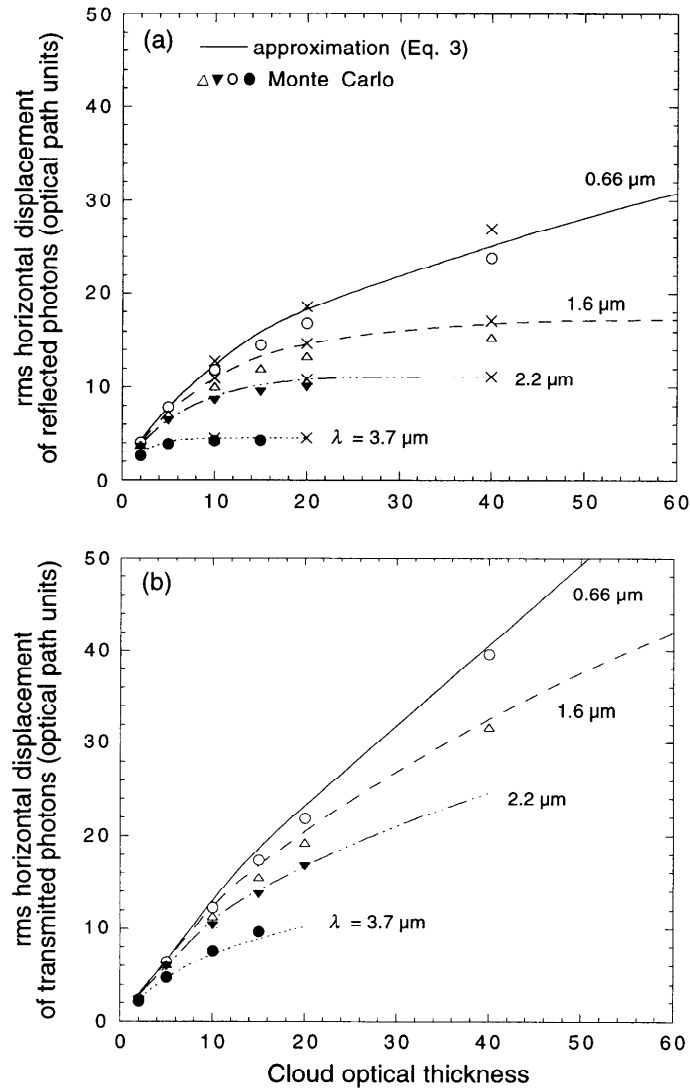 50
(a)
approximation (Eq. 3)
Monte Carlo
40
30
20
10
0
0.66 µm
1.6 µm
2.2 µm
λ = 3.7 µm
0 10 20 30 40 50 60
rms horizontal displacement
of reflected photons (optical path units)
50
(b)
40
30
20
10
0
0.66 µm
1.6 µm
2.2 µm
λ = 3.7 µm
0 10 20 30 40 50 60
rms horizontal displacement
of transmitted photons (optical path units)
Cloud optical thickness